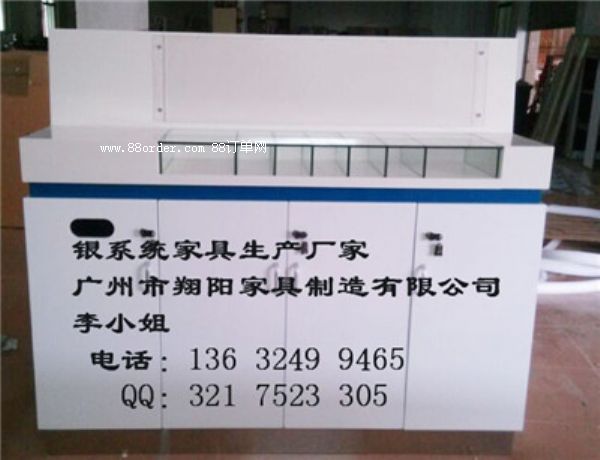 www.88order.com 88订单网
银系统家具生产厂家
广州市翔阳家具制造有限公司
李小姐
电话: 136 3249 9465
QQ: 321 7523 305